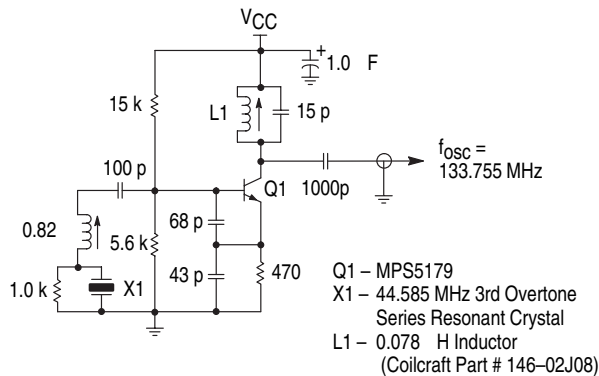 VCC
+
1.0 F
15 k
L1
15 p
fosc =
133.755 MHz
100 p
Q1
1000p
0.82
68 p
5.6 k
43 p
470
1.0 k
X1
Q1 – MPS5179
X1 – 44.585 MHz 3rd Overtone
Series Resonant Crystal
L1 – 0.078 H Inductor
(Coilcraft Part # 146–02J08)